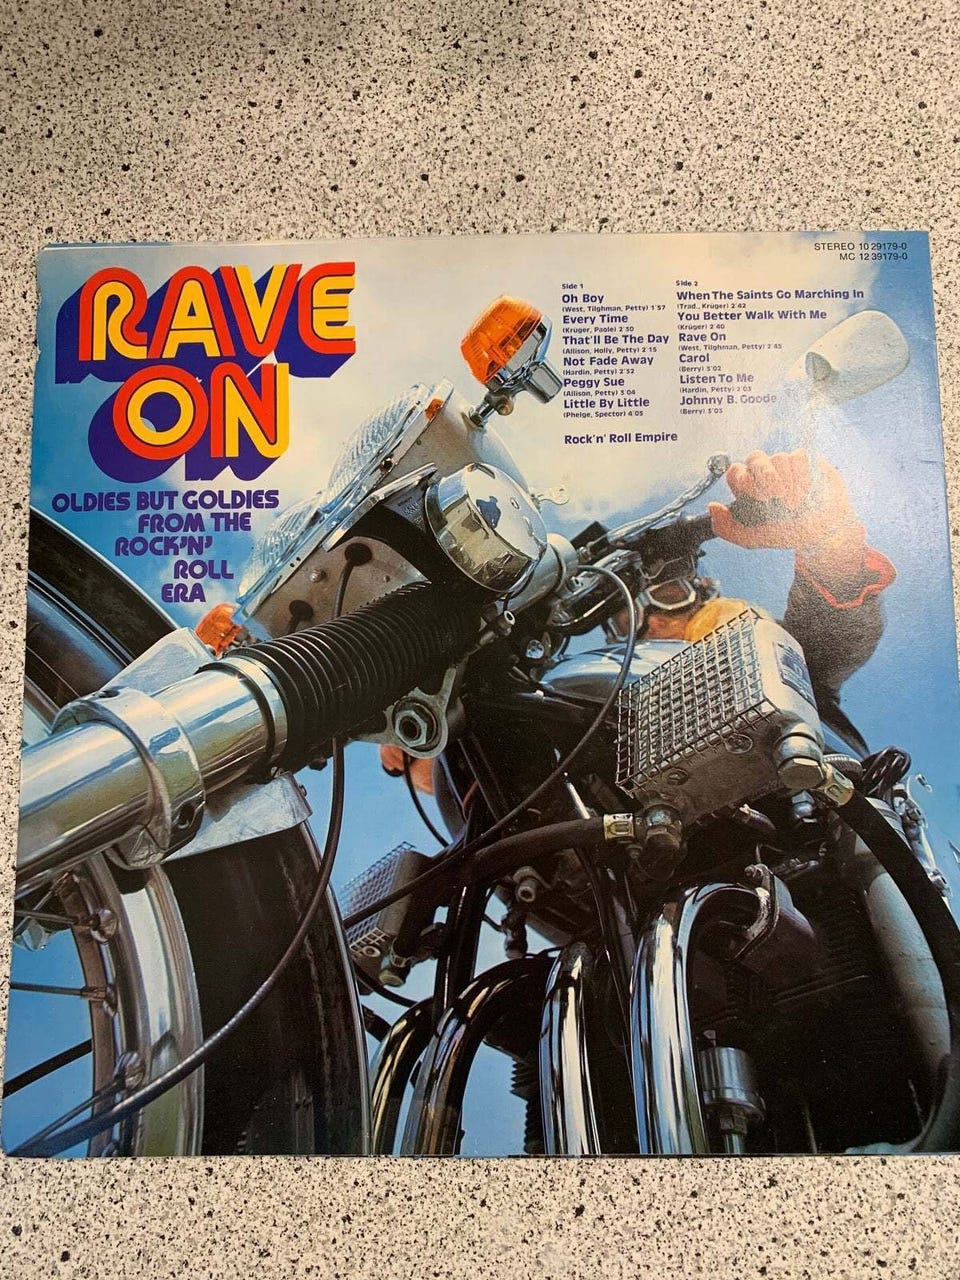 STEREO 10 29179-0
MC 12 39179-0
RAVE
ON
OLDIES BUT GOLDIES
FROM THE
ROCK'N'
ROLL
ERA
Side 1
Oh Boy
(West, Tilghman, Petty) 1'57
Every Time
(Krüger, Paole) 2'50
That'll Be The Day
(Allison, Holly, Petty) 2'15
Not Fade Away
(Hardin, Petty) 2'52
Peggy Sue
(Allison, Petty) 3'04
Little By Little
(Phelge, Spector) 4'05
Rock'n' Roll Empire
Side 2
When The Saints Go Marching In
(Trad., Krüger) 2'42
You Better Walk With Me
(Krüger) 2'40
Rave On
(West, Tilghman, Petty) 2'45
Carol
(Berry) 3'02
Listen To Me
(Hardin, Petty) 2'03
Johnny B. Goode
(Berry) 3'05